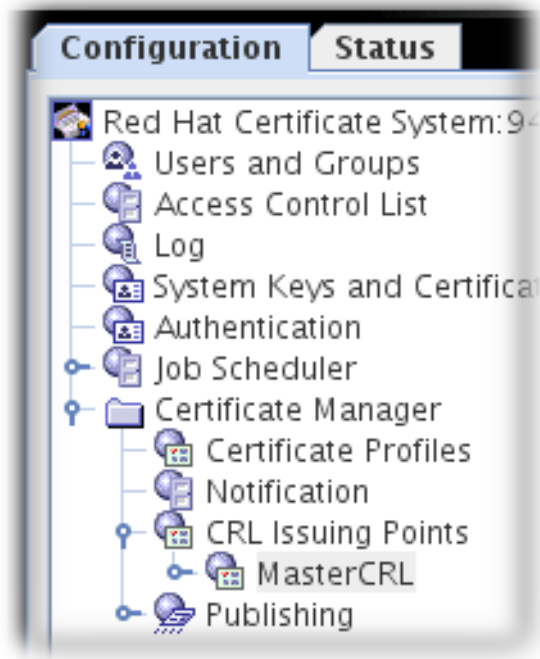 Configuration Status
Red Hat Certificate System:94
Users and Groups
Access Control List
Log
System Keys and Certificat
Authentication
Job Scheduler
Certificate Manager
Certificate Profiles
Notification
CRL Issuing Points
MasterCRL
Publishing